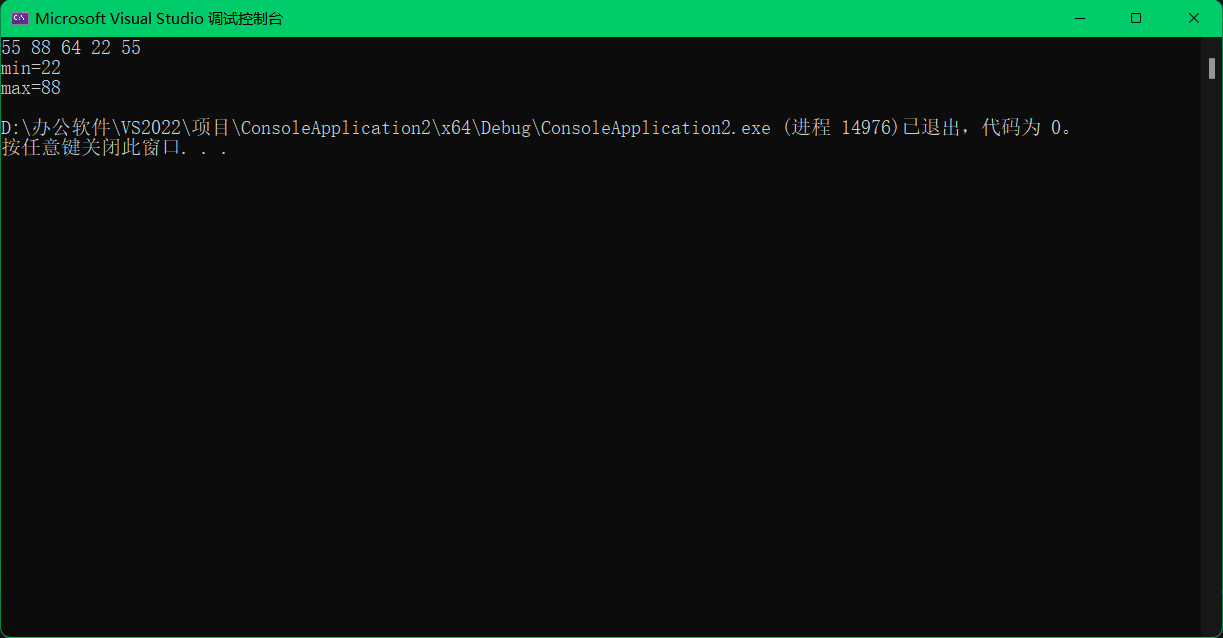 Microsoft Visual Studio 调试控制台
55 88 64 22 55
min=22
max=88
D:\办公软件\VS2022\项目\ConsoleApplication2\x64\Debug\ConsoleApplication2.exe (进程 14976)已退出，代码为 0。
按任意键关闭此窗口. . .